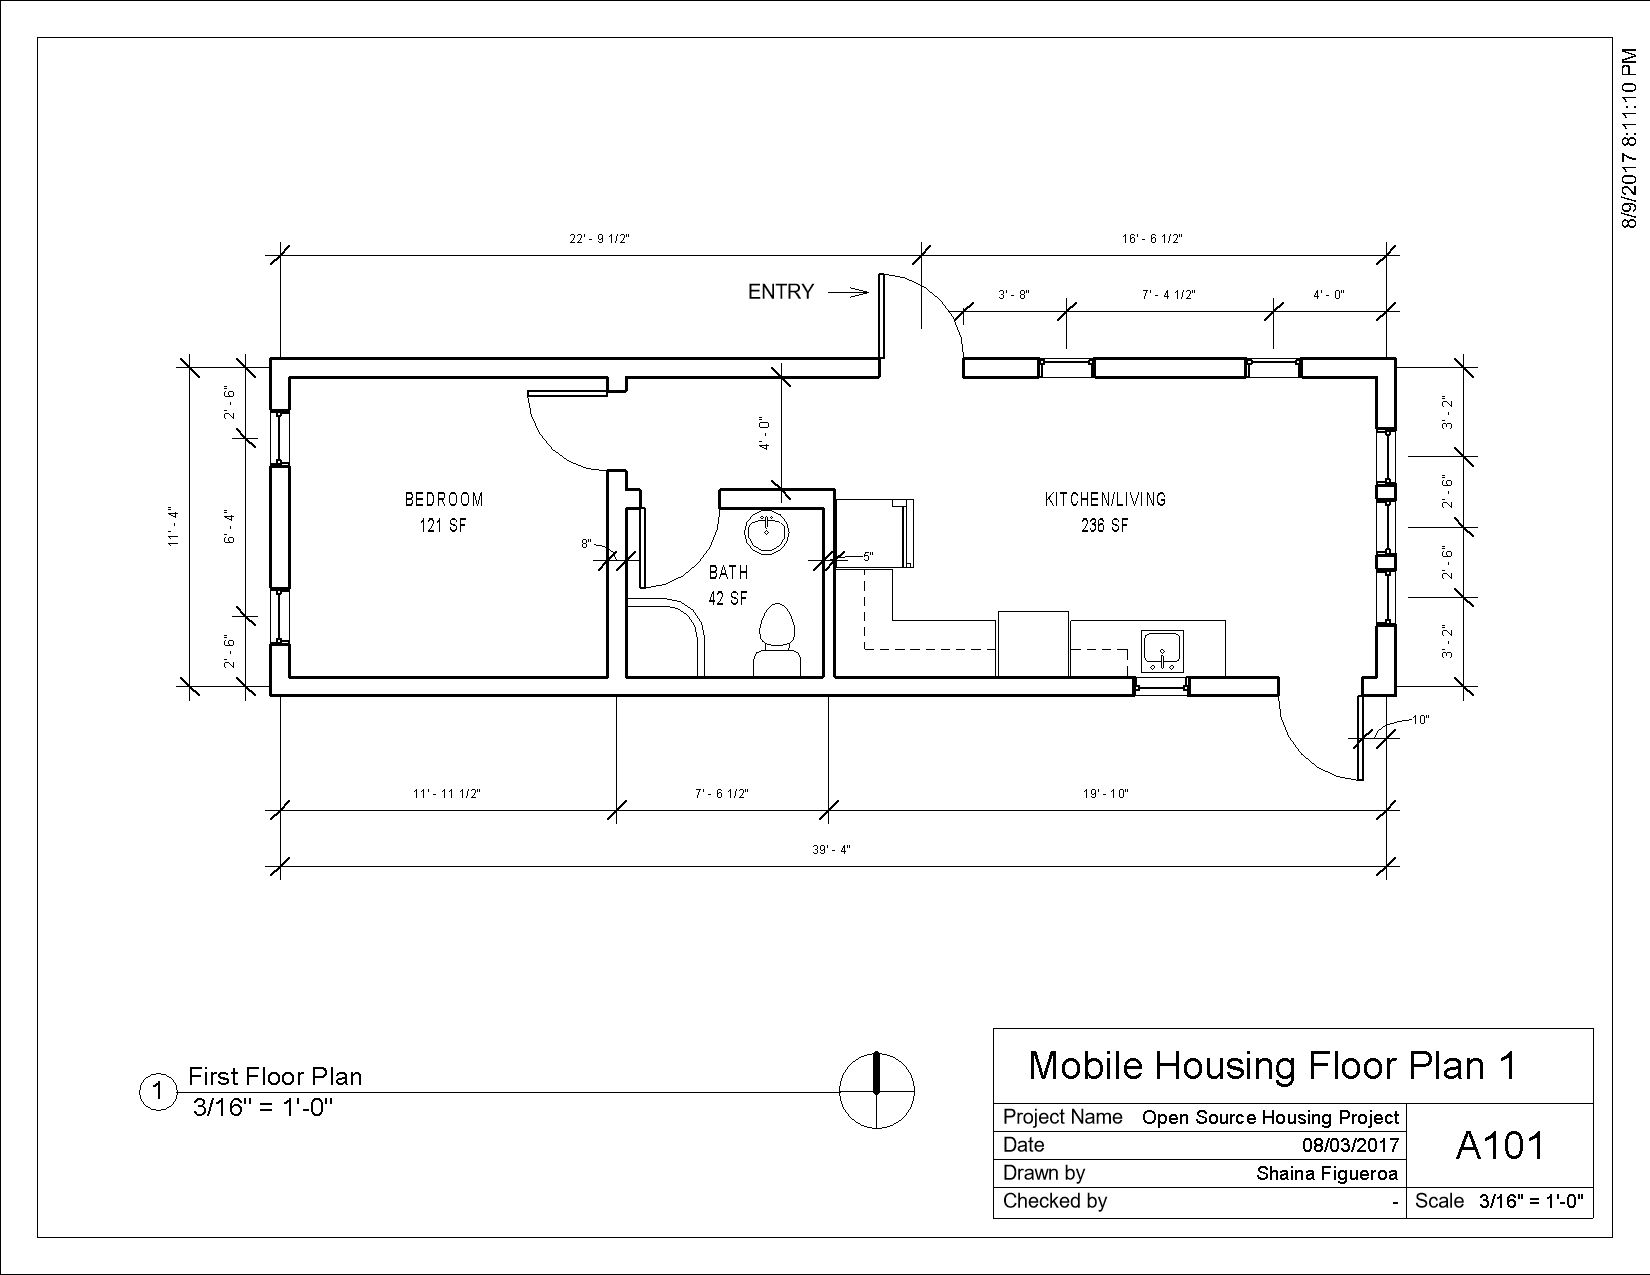 8/9/2017 8:11:10 PM
22' - 9 1/2"
16' - 6 1/2"
ENTRY
3' - 8"
7' - 4 1/2"
4' - 0"
2' - 6"
6' - 4"
2' - 6"
11' - 4"
4' - 0"
3' - 2"
2' - 6"
2' - 6"
3' - 2"
BEDROOM
121 SF
KITCHEN/LIVING
236 SF
8"
5"
BATH
42 SF
10"
11' - 11 1/2"
7' - 6 1/2"
19' - 10"
39' - 4"
1
First Floor Plan
3/16" = 1'-0"
Mobile Housing Floor Plan 1
Project Name Open Source Housing Project
Date 08/03/2017
Drawn by Shaina Figueroa
Checked by -
A101
Scale 3/16" = 1'-0"